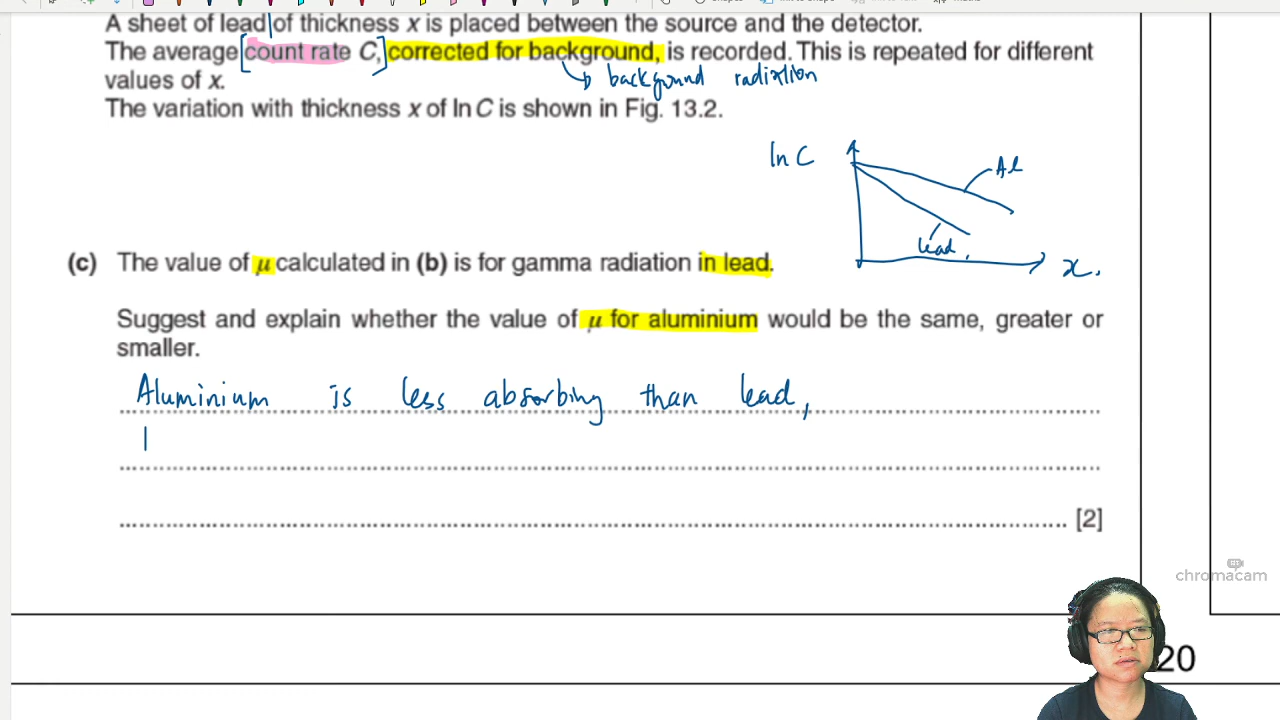 A sheet of lead of thickness x is placed between the source and the detector.
The average [count rate C,] corrected for background, is recorded. This is repeated for different
values of x.
background radiation
The variation with thickness x of ln C is shown in Fig. 13.2.
ln C
Al
lead
x
(c) The value of μ calculated in (b) is for gamma radiation in lead.
Suggest and explain whether the value of μ for aluminium would be the same, greater or
smaller.
Aluminium is less absorbing than lead,
[2]
chromacam
20